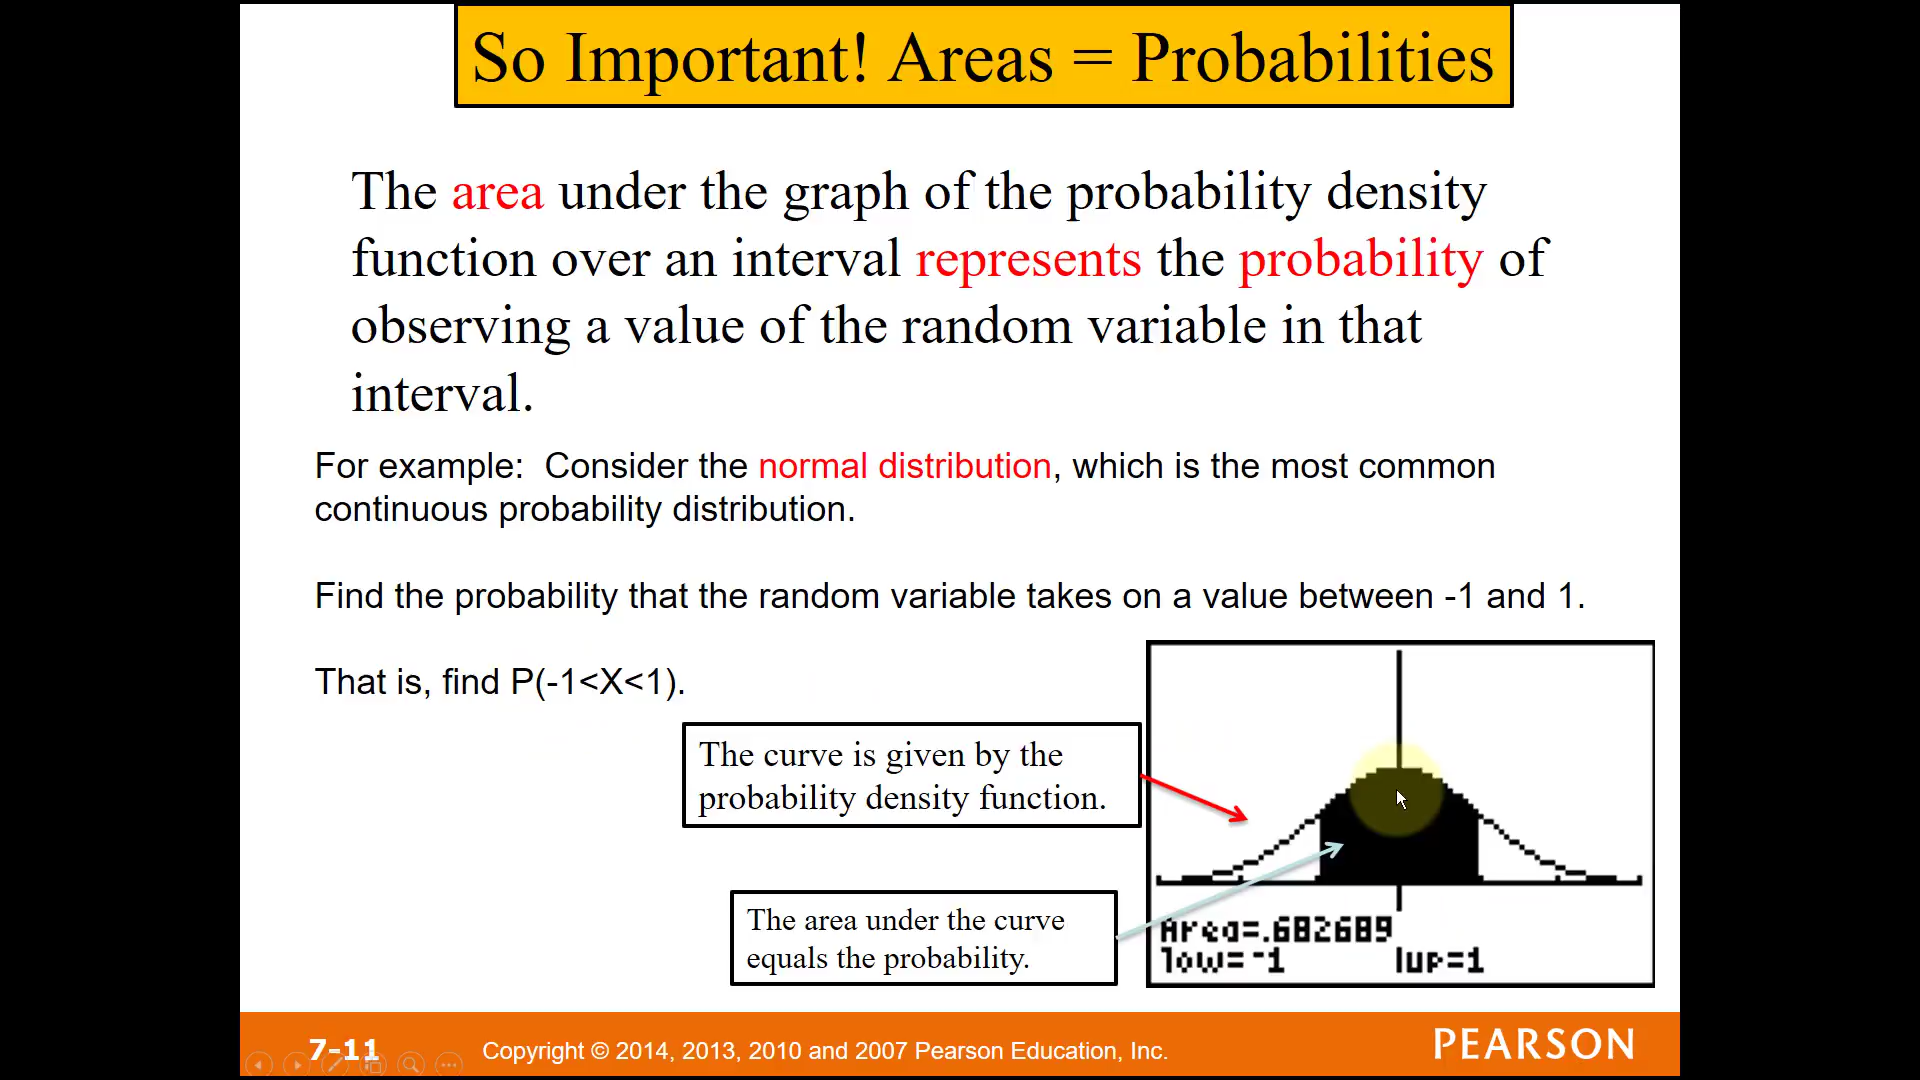 So Important! Areas = Probabilities
The area under the graph of the probability density
function over an interval represents the probability of
observing a value of the random variable in that
interval.
For example:  Consider the normal distribution, which is the most common
continuous probability distribution.
Find the probability that the random variable takes on a value between -1 and 1.
That is, find P(-1<X<1).
The curve is given by the
probability density function.
The area under the curve
equals the probability.
Area=.682689
low=-1 up=1
7-11 Copyright © 2014, 2013, 2010 and 2007 Pearson Education, Inc. PEARSON